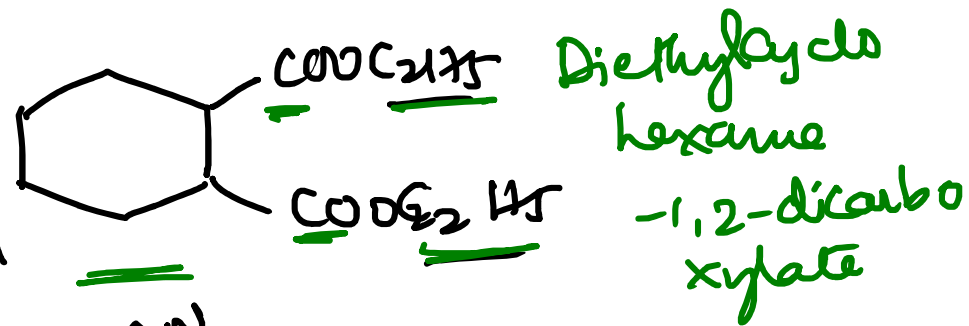 COOC2H5
COOC2H5
Diethylcyclo
hexane
-1,2-dicarbo
xylate